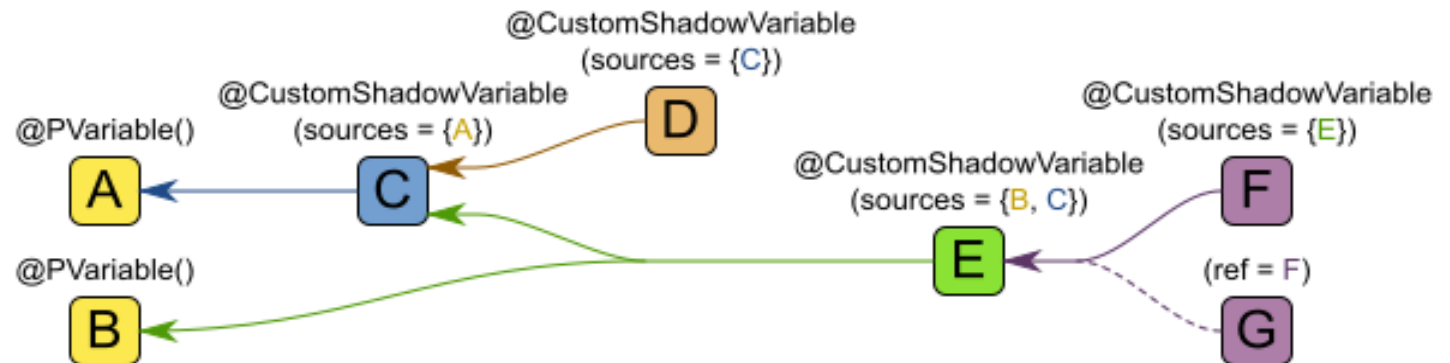 @CustomShadowVariable
(sources = {C})
D
@CustomShadowVariable
(sources = {A})
C
@PVariable()
A
@CustomShadowVariable
(sources = {E})
F
@CustomShadowVariable
(sources = {B, C})
E
@PVariable()
B
(ref = F)
G